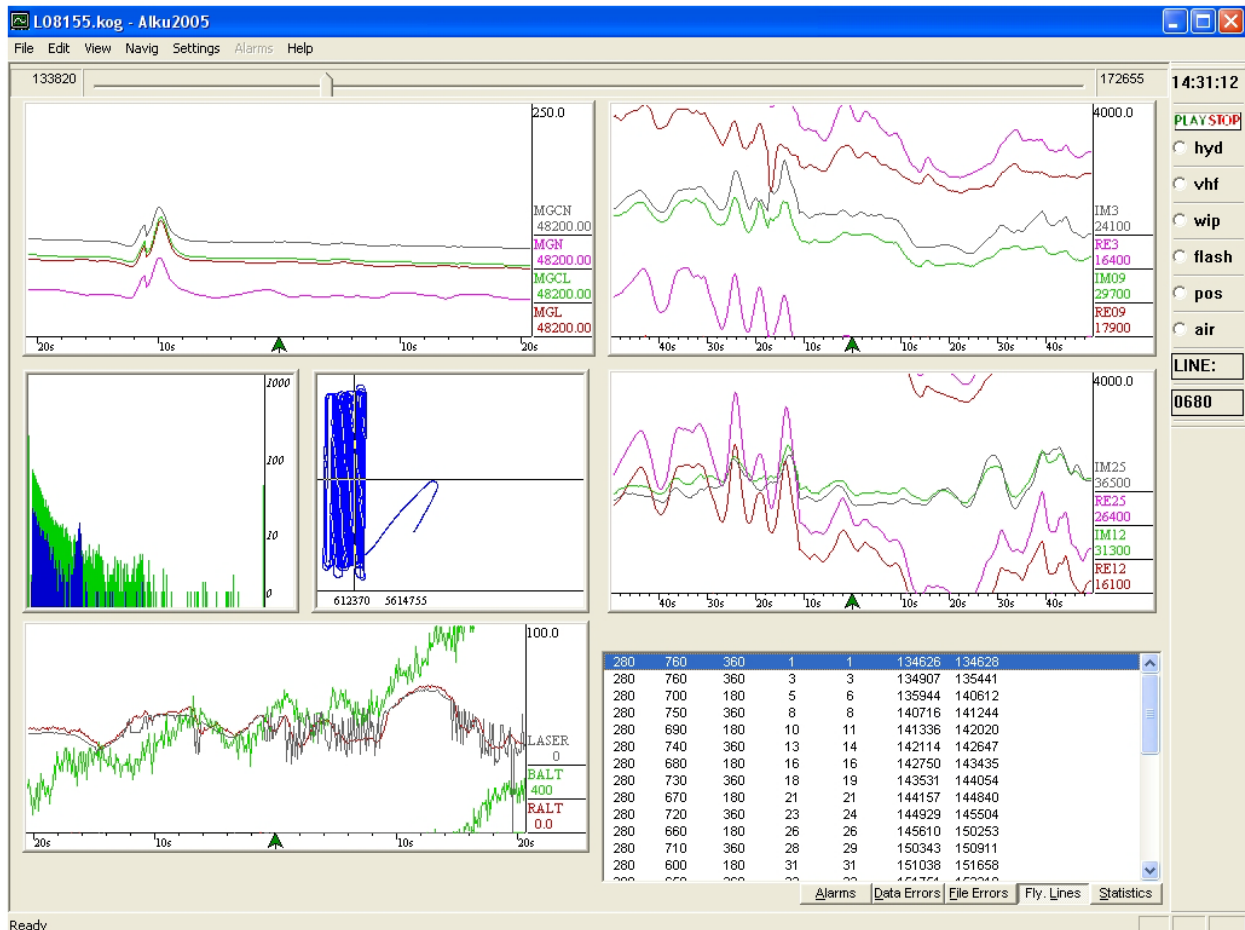 L08155.kog - Alku2005
File Edit View Navig Settings Alarms Help
133820 172655
14:31:12
PLAY STOP
hyd
vhf
wip
flash
pos
air
LINE:
0680
250.0
MGCN
48200.00
MGN
48200.00
MGCL
48200.00
MGL
48200.00
20s 10s 10s 20s
4000.0
IM3
24100
RE3
16400
IM09
29700
RE09
17900
40s 30s 20s 10s 10s 20s 30s 40s
1000
100
10
0
612370 5614755
4000.0
IM25
36500
RE25
26400
IM12
31300
RE12
16100
40s 30s 20s 10s 10s 20s 30s 40s
100.0
LASER
0
BALT
400
RALT
0.0
20s 10s 10s 20s
280 760 360 1 1 134626 134628
280 760 360 3 3 134907 135441
280 700 180 5 6 135944 140612
280 750 360 8 8 140716 141244
280 690 180 10 11 141336 142020
280 740 360 13 14 142114 142647
280 680 180 16 16 142750 143435
280 730 360 18 19 143531 144054
280 670 180 21 21 144157 144840
280 720 360 23 24 144929 145504
280 660 180 26 26 145610 150253
280 710 360 28 29 150343 150911
280 600 180 31 31 151038 151658
Alarms Data Errors File Errors Fly. Lines Statistics
Ready